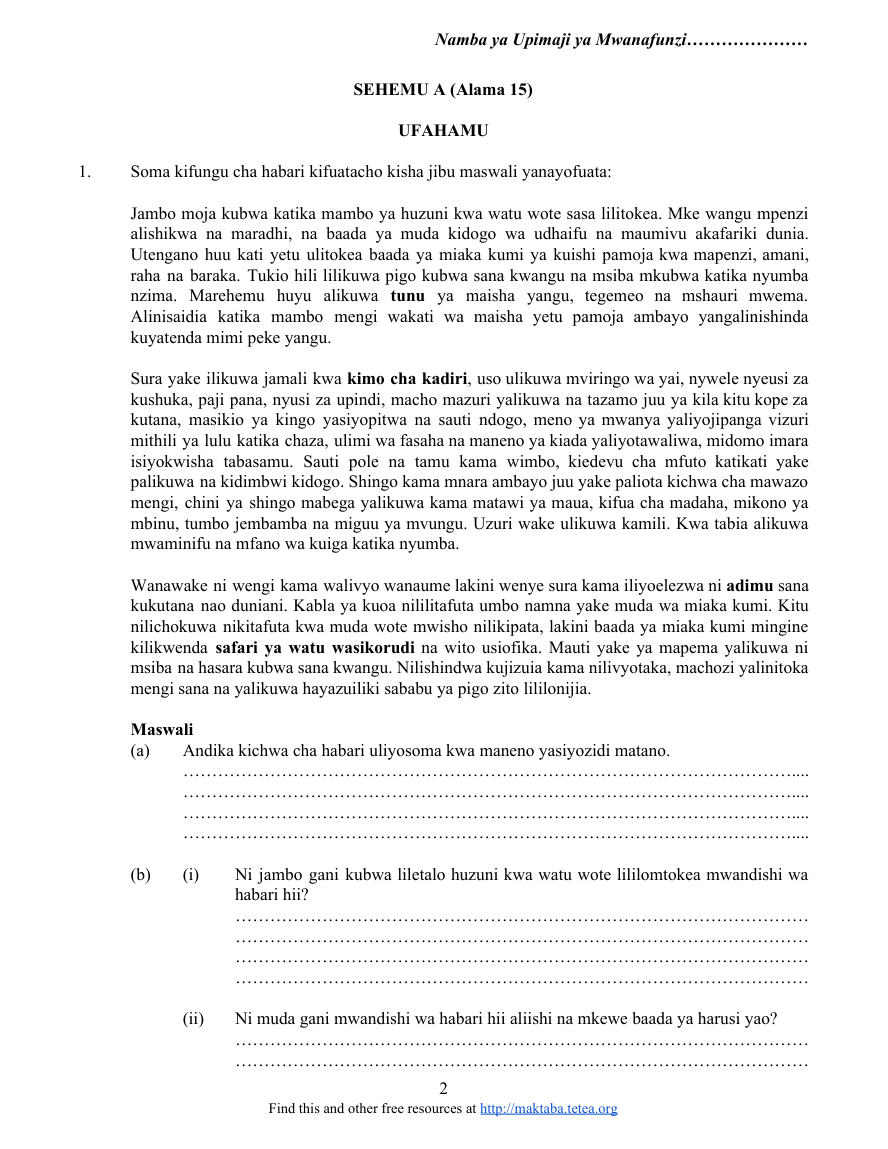 Namba ya Upimaji ya Mwanafunzi…………………
SEHEMU A (Alama 15)
UFAHAMU
1. Soma kifungu cha habari kifuatacho kisha jibu maswali yanayofuata:
Jambo moja kubwa katika mambo ya huzuni kwa watu wote sasa lilitokea. Mke wangu mpenzi
alishikwa na maradhi, na baada ya muda kidogo wa udhaifu na maumivu akafariki dunia.
Utengano huu kati yetu ulitokea baada ya miaka kumi ya kuishi pamoja kwa mapenzi, amani,
raha na baraka. Tukio hili lilikuwa pigo kubwa sana kwangu na msiba mkubwa katika nyumba
nzima. Marehemu huyu alikuwa tunu ya maisha yangu, tegemeo na mshauri mwema.
Alinisaidia katika mambo mengi wakati wa maisha yetu pamoja ambayo yangalinishinda
kuyatenda mimi peke yangu.
Sura yake ilikuwa jamali kwa kimo cha kadiri, uso ulikuwa mviringo wa yai, nywele nyeusi za
kushuka, paji pana, nyusi za upindi, macho mazuri yalikuwa na tazamo juu ya kila kitu kope za
kutana, masikio ya kingo yasiyopitwa na sauti ndogo, meno ya mwanya yaliyojipanga vizuri
mithili ya lulu katika chaza, ulimi wa fasaha na maneno ya kiada yaliyotawaliwa, midomo imara
isiyokwisha tabasamu. Sauti pole na tamu kama wimbo, kiedevu cha mfuto katikati yake
palikuwa na kidimbwi kidogo. Shingo kama mnara ambayo juu yake paliota kichwa cha mawazo
mengi, chini ya shingo mabega yalikuwa kama matawi ya maua, kifua cha madaha, mikono ya
mbinu, tumbo jembamba na miguu ya mvungu. Uzuri wake ulikuwa kamili. Kwa tabia alikuwa
mwaminifu na mfano wa kuiga katika nyumba.
Wanawake ni wengi kama walivyo wanaume lakini wenye sura kama iliyoelezwa ni adimu sana
kukutana nao duniani. Kabla ya kuoa nililitafuta umbo namna yake muda wa miaka kumi. Kitu
nilichokuwa nikitafuta kwa muda wote mwisho nilikipata, lakini baada ya miaka kumi mingine
kilikwenda safari ya watu wasikorudi na wito usiofika. Mauti yake ya mapema yalikuwa ni
msiba na hasara kubwa sana kwangu. Nilishindwa kujizuia kama nilivyotaka, machozi yalinitoka
mengi sana na yalikuwa hayazuiliki sababu ya pigo zito lililonijia.
Maswali
(a) Andika kichwa cha habari uliyosoma kwa maneno yasiyozidi matano.
……………………………………………………………………………………………....
……………………………………………………………………………………………....
……………………………………………………………………………………………....
……………………………………………………………………………………………....
(b) (i) Ni jambo gani kubwa liletalo huzuni kwa watu wote lililomtokea mwandishi wa
habari hii?
………………………………………………………………………………………
………………………………………………………………………………………
………………………………………………………………………………………
………………………………………………………………………………………
(ii) Ni muda gani mwandishi wa habari hii aliishi na mkewe baada ya harusi yao?
………………………………………………………………………………………
………………………………………………………………………………………
2
Find this and other free resources at http://maktaba.tetea.org